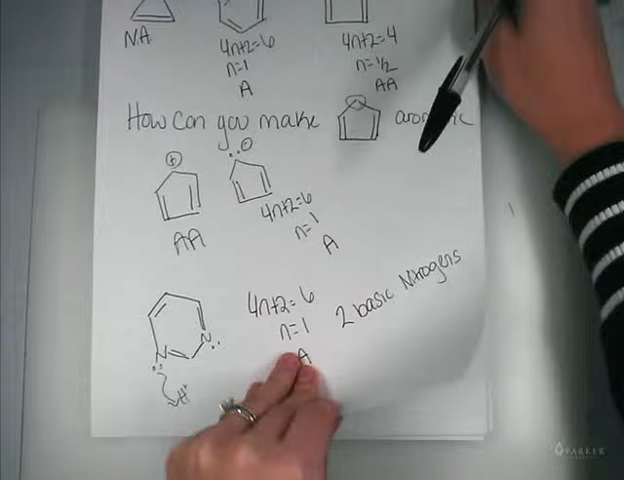 N.A.
4n+2=6
n=1
A
4n+2=4
n=1/2
AA
How can you make
⊕
AA
:⊖
4n+2=6
n=1
A
N
N:
H⁺
4n+2=6
n=1
A
2 basic Nitrogens
PARKER